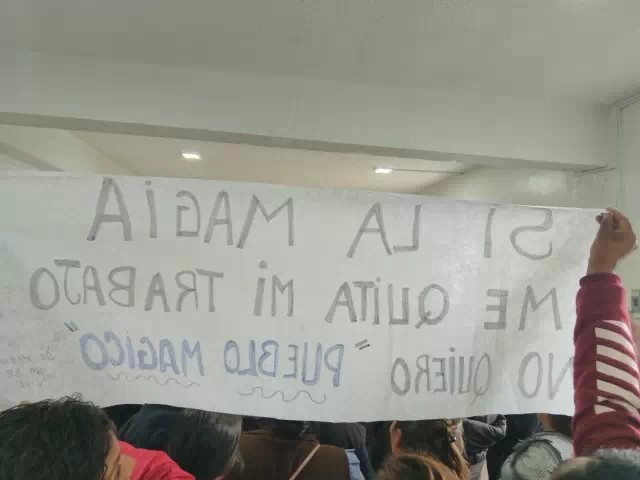 SI LA MAGIA
ME QUITA MI TRABAJO
NO QUIERO "PUEBLO MAGICO"